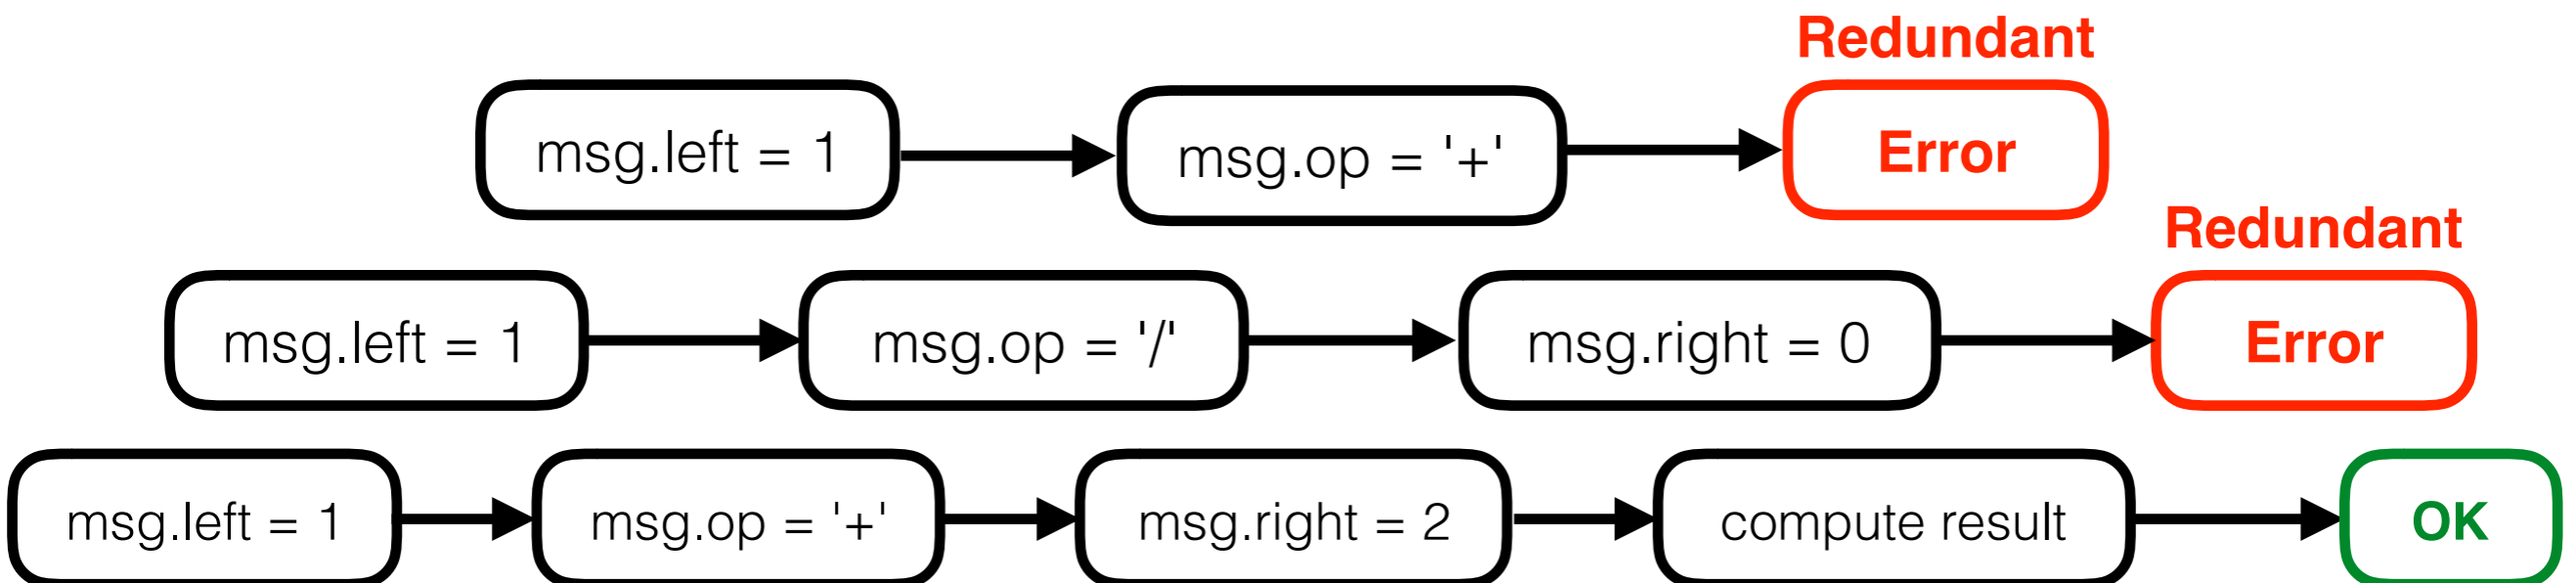 Redundant
msg.left = 1
msg.op = '+'
Error
Redundant
msg.left = 1
msg.op = '/'
msg.right = 0
Error
msg.left = 1
msg.op = '+'
msg.right = 2
compute result
OK